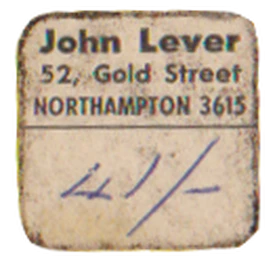 John Lever
52, Gold Street
NORTHAMPTON 3615
41/-